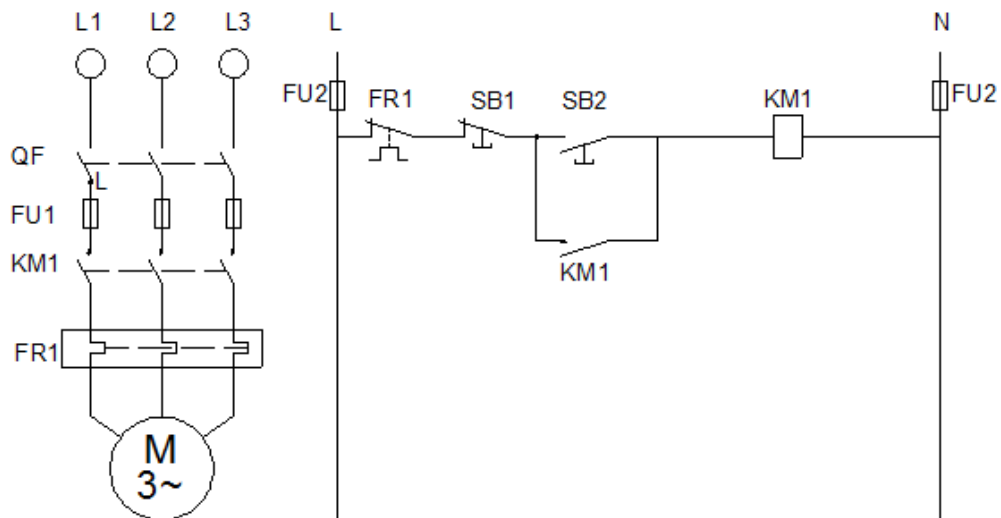 L1 L2 L3 L N
FU2 FR1 SB1 SB2 KM1 FU2
QF
L
FU1
KM1
KM1
FR1
M
3~